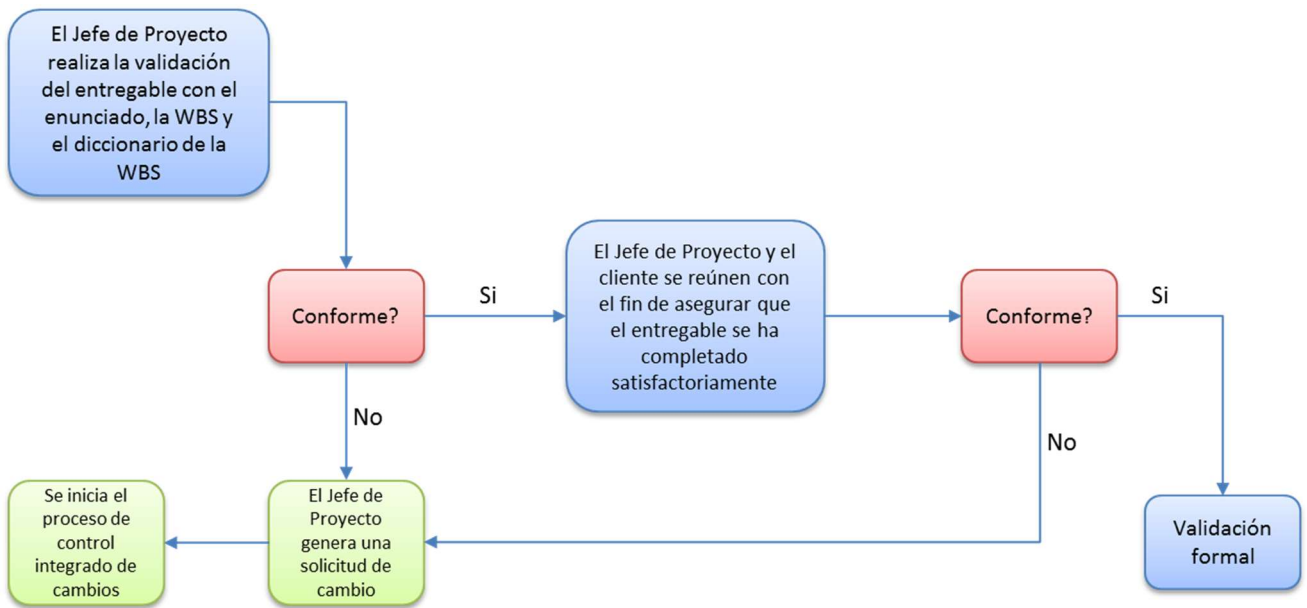 El Jefe de Proyecto
realiza la validación
del entregable con el
enunciado, la WBS y
el diccionario de la
WBS
Conforme?
Si
El Jefe de Proyecto y el
cliente se reúnen con
el fin de asegurar que
el entregable se ha
completado
satisfactoriamente
Conforme?
Si
No
No
Se inicia el
proceso de
control
integrado de
cambios
El Jefe de
Proyecto
genera una
solicitud de
cambio
Validación
formal